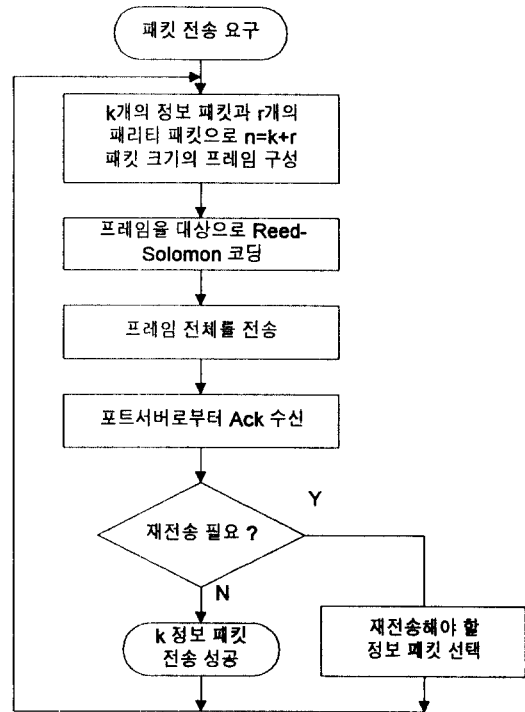 패킷 전송 요구
k개의 정보 패킷과 r개의
패리티 패킷으로 n=k+r
패킷 크기의 프레임 구성
프레임을 대상으로 Reed-
Solomon 코딩
프레임 전체를 전송
포트서버로부터 Ack 수신
재전송 필요 ?
Y
N
k 정보 패킷
전송 성공
재전송해야 할
정보 패킷 선택